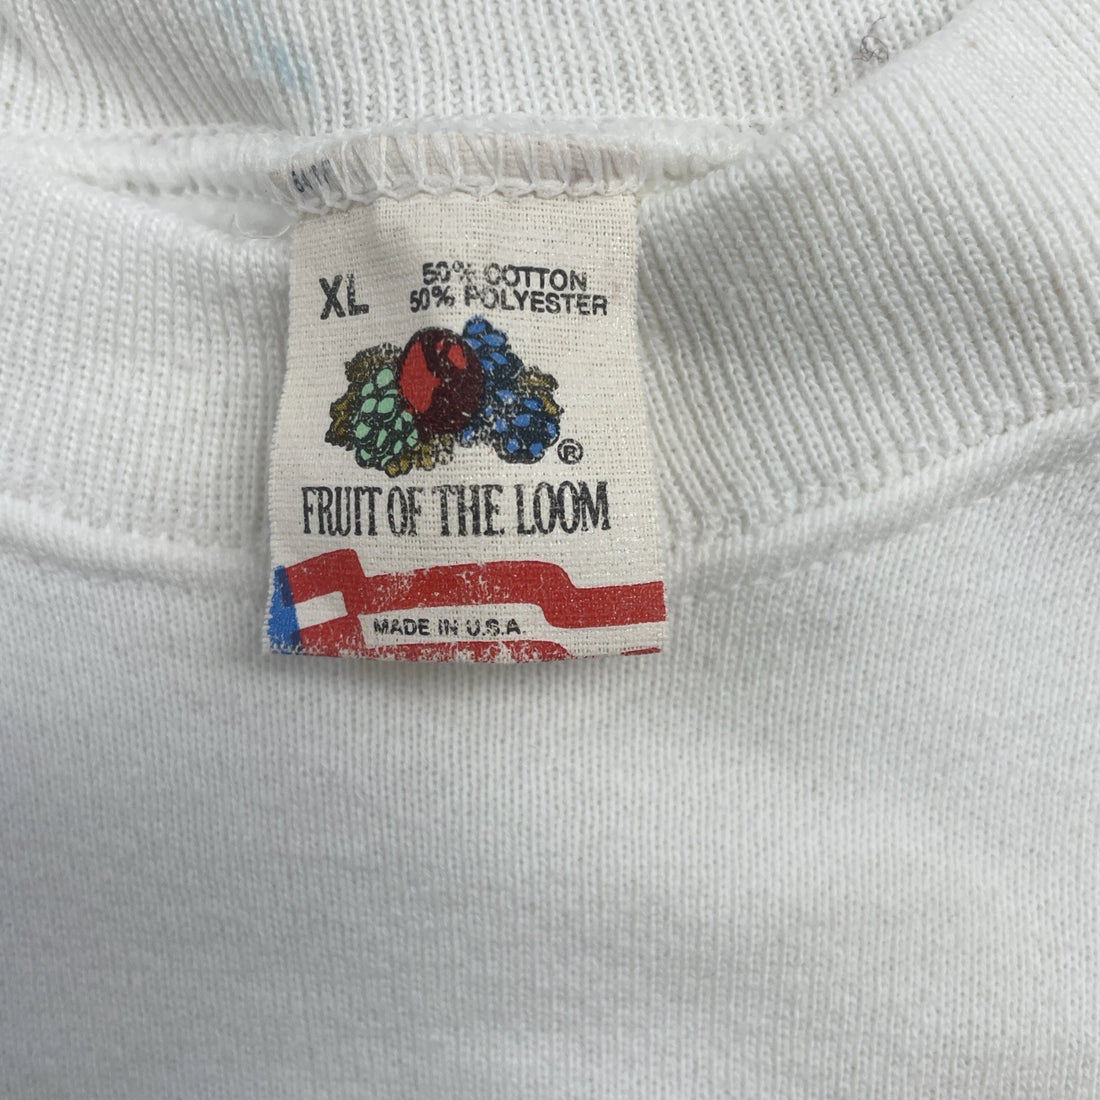 XL
50% COTTON
50% POLYESTER
®
FRUIT OF THE LOOM
MADE IN U.S.A.